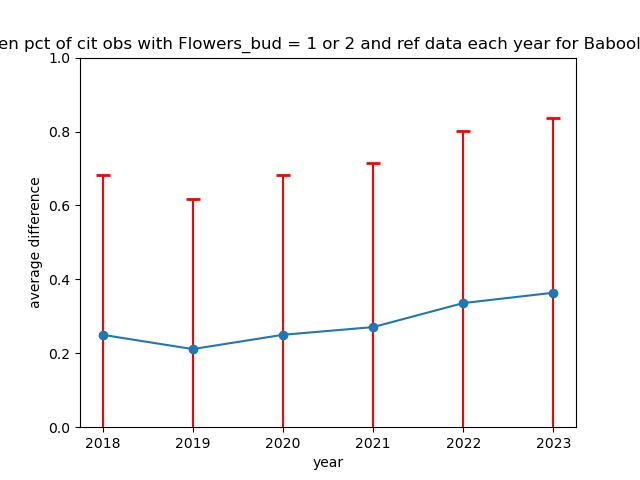 en pct of cit obs with Flowers_bud = 1 or 2 and ref data each year for Babool
1.0
0.8
0.6
0.4
0.2
0.0
average difference
2018 2019 2020 2021 2022 2023
year